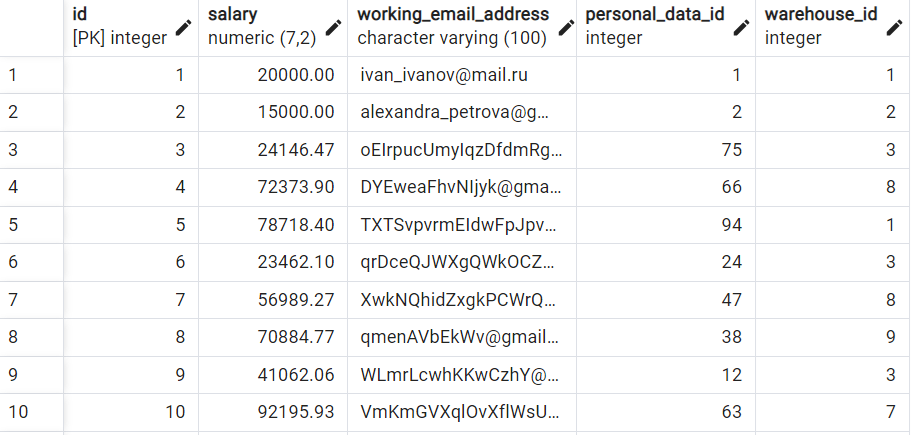 id salary working_email_address personal_data_id warehouse_id
[PK] integer numeric (7,2) character varying (100) integer integer
1 1 20000.00 ivan_ivanov@mail.ru 1 1
2 2 15000.00 alexandra_petrova@g... 2 2
3 3 24146.47 oEIrpucUmyIqzDfdmRg... 75 3
4 4 72373.90 DYEweaFhvNIjyk@gma... 66 8
5 5 78718.40 TXTSvpvrmEIdwFpJpv... 94 1
6 6 23462.10 qrDceQJWXgQWkOCZ... 24 3
7 7 56989.27 XwkNQhidZxgkPCWrQ... 47 8
8 8 70884.77 qmenAVbEkWv@gmail... 38 9
9 9 41062.06 WLmrLcwhKKwCzhY@... 12 3
10 10 92195.93 VmKmGVXqlOvXflWsU... 63 7